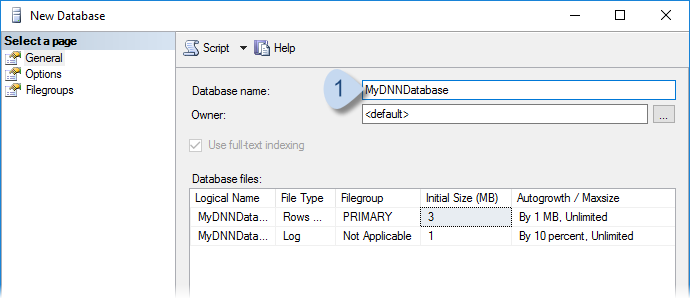 New Database
Select a page
General
Options
Filegroups
Script Help
Database name: 1 MyDNNDatabase
Owner: <default> ...
Use full-text indexing
Database files:
Logical Name File Type Filegroup Initial Size (MB) Autogrowth / Maxsize
MyDNNData... Rows ... PRIMARY 3 By 1 MB, Unlimited
MyDNNData... Log Not Applicable 1 By 10 percent, Unlimited